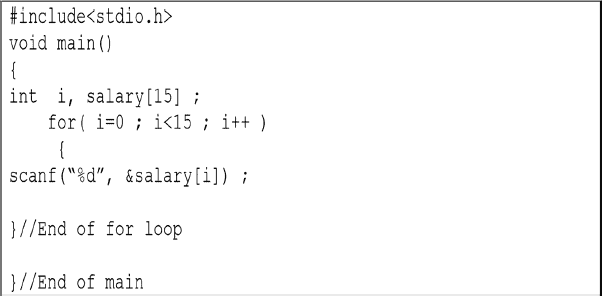 #include<stdio.h>
void main()
{
int  i, salary[15] ;
    for( i=0 ; i<15 ; i++ )
     {
scanf(“%d”, &salary[i]) ;

}//End of for loop

}//End of main